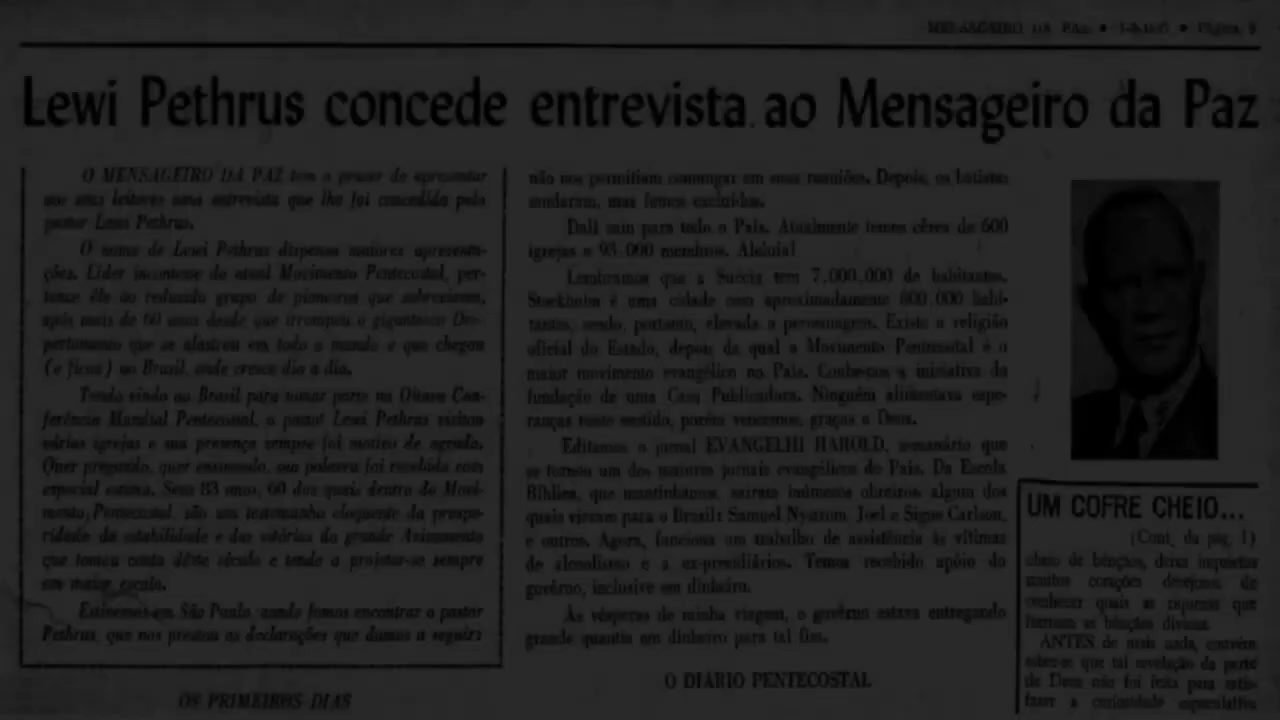 MENSAGEIRO DA PAZ • Página
Lewi Pethrus concede entrevista ao Mensageiro da Paz
O MENSAGEIRO DA PAZ tem o prazer de apresentar
aos seus leitores uma entrevista que lhe foi concedida pelo
pastor Lewi Pethrus.
O nome de Lewi Pethrus dispensa maiores apresenta-
ções. Líder inconteste do atual Movimento Pentecostal, per-
tence êle ao reduzido grupo de pioneiros que sobrevivem,
após mais de 60 anos desde que irrompeu o gigantesco Des-
pertamento que se alastrou em todo o mundo e que chegou
(e ficou) ao Brasil, onde cresce dia a dia.
Tendo vindo ao Brasil para tomar parte na Oitava Con-
ferência Mundial Pentecostal, o pastor Lewi Pethrus visitou
várias igrejas e sua presença sempre foi motivo de agrado.
Quer pregando, quer ensinando, sua palavra foi recebida com
especial estima. Seus 83 anos, 60 dos quais dentro do Movi-
mento Pentecostal, são um testemunho eloquente da prospe-
ridade da estabilidade e das vitórias do grande Avivamento
que tomou conta dêste século e tende a projetar-se sempre
em maior escala.
Estivemos em São Paulo, aonde fomos encontrar o pastor
Pethrus, que nos prestou as declarações que damos a seguir:
OS PRIMEIROS DIAS
não nos permitiam comungar em suas reuniões. Depois, os batistas
mudaram, mas fomos excluídos.
Dali saiu para todo o País. Atualmente temos cêrca de 600
igrejas e 93.000 membros. Aleluia!
Lembramos que a Suécia tem 7.000.000 de habitantes.
Stockholm é uma cidade com aproximadamente 800.000 habi-
tantes, sendo, portanto, elevada a percentagem. Existe a religião
oficial do Estado, depois da qual o Movimento Pentecostal é o
maior movimento evangélico no País. Conhe-nos a iniciativa da
fundação de uma Casa Publicadora. Ninguém alimentava espe-
ranças neste sentido, porém vencemos, graças a Deus.
Editamos o jornal EVANGELHI HAROLD, semanário que
se tornou um dos maiores jornais evangélicos do País. Da Escola
Bíblica, que mantínhamos, saíram inúmeros obreiros, alguns dos
quais vieram para o Brasil: Samuel Nystrom, Joel e Signe Carlson,
e outros. Agora, funciona um trabalho de assistência às vítimas
do alcoolismo e a ex-presidiários. Temos recebido apôio do
govêrno, inclusive em dinheiro.
Às vésperas de minha viagem, o govêrno estava entregando
grande quantia em dinheiro para tal fim.
O DIÁRIO PENTECOSTAL
UM COFRE CHEIO...
(Cont. da pág. 1)
cheio de bênçãos, deixa inquietos
muitos corações desejosos de
conhecer quais as riquezas que
formam as bênçãos divinas.
ANTES de mais nada, convém
saber-se que tal revelação da parte
de Deus não foi feita para satis-
fazer a curiosidade especulativa